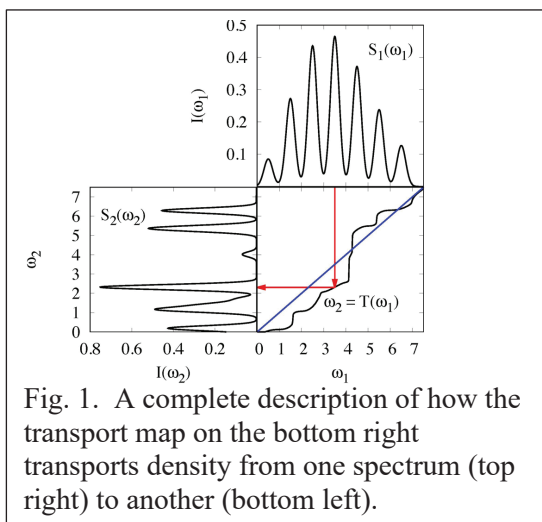 0.5
0.4
0.3
0.2
0.1
I(ω₁)
S₁(ω₁)
7
6
5
4
3
2
1
0
ω₂
S₂(ω₂)
ω₂ = T(ω₁)
0.8 0.6 0.4 0.2 0 1 2 3 4 5 6 7
I(ω₂) ω₁
Fig. 1. A complete description of how the
transport map on the bottom right
transports density from one spectrum (top
right) to another (bottom left).